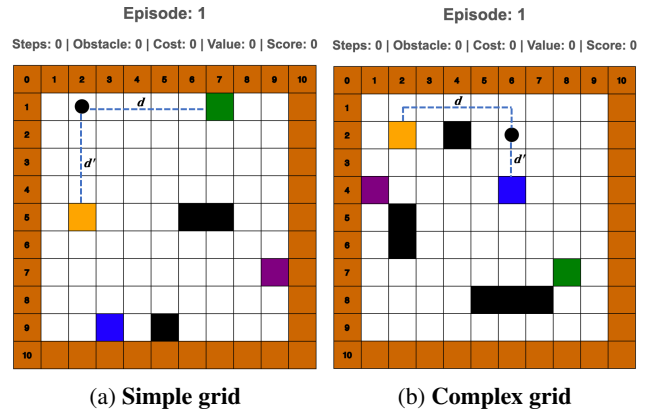 Episode: 1
Steps: 0 | Obstacle: 0 | Cost: 0 | Value: 0 | Score: 0
0 1 2 3 4 5 6 7 8 9 10
1
d
2
3
d'
4
5
6
7
8
9
10
(a) Simple grid
Episode: 1
Steps: 0 | Obstacle: 0 | Cost: 0 | Value: 0 | Score: 0
0 1 2 3 4 5 6 7 8 9 10
1
d
2
3
d'
4
5
6
7
8
9
10
(b) Complex grid